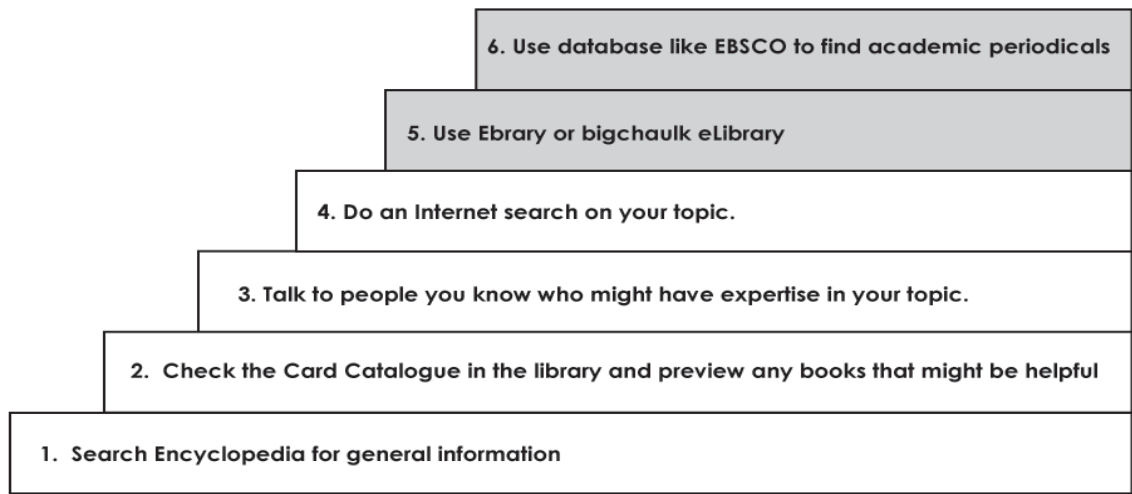 6. Use database like EBSCO to find academic periodicals
5. Use Ebrary or bigchaulk eLibrary
4. Do an Internet search on your topic.
3. Talk to people you know who might have expertise in your topic.
2. Check the Card Catalogue in the library and preview any books that might be helpful
1. Search Encyclopedia for general information